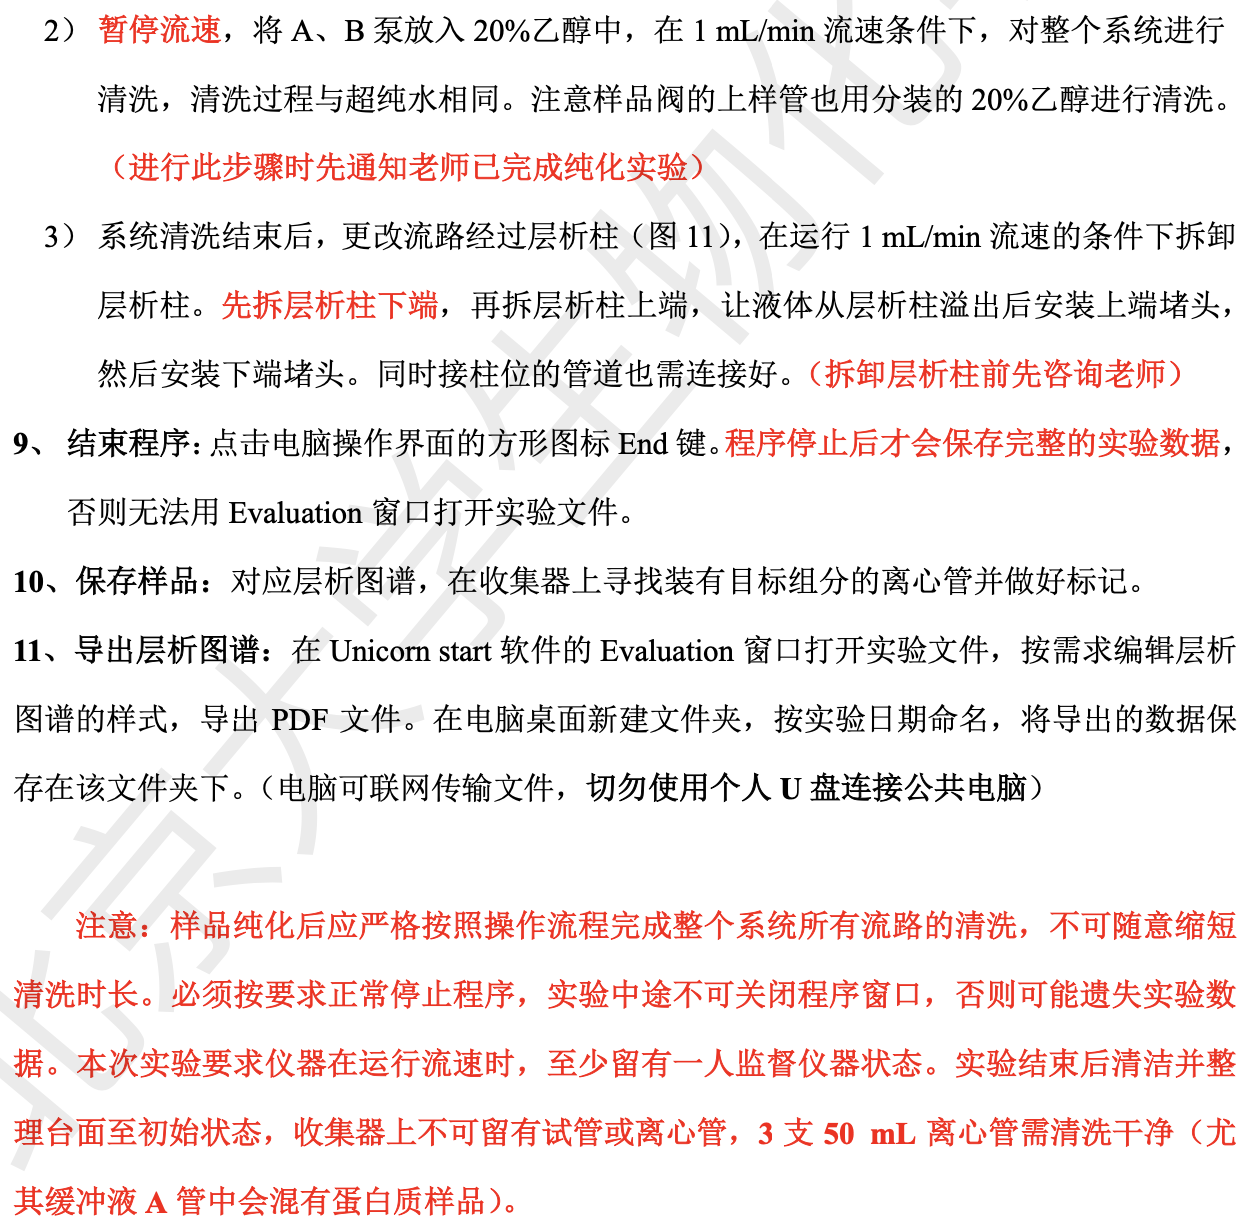 2） 暂停流速，将 A、B 泵放入 20%乙醇中，在 1 mL/min 流速条件下，对整个系统进行
清洗，清洗过程与超纯水相同。注意样品阀的上样管也用分装的 20%乙醇进行清洗。
（进行此步骤时先通知老师已完成纯化实验）
3） 系统清洗结束后，更改流路经过层析柱（图 11），在运行 1 mL/min 流速的条件下拆卸
层析柱。先拆层析柱下端，再拆层析柱上端，让液体从层析柱溢出后安装上端堵头，
然后安装下端堵头。同时接柱位的管道也需连接好。（拆卸层析柱前先咨询老师）
9、 结束程序：点击电脑操作界面的方形图标 End 键。程序停止后才会保存完整的实验数据，
否则无法用 Evaluation 窗口打开实验文件。
10、保存样品：对应层析图谱，在收集器上寻找装有目标组分的离心管并做好标记。
11、导出层析图谱：在 Unicorn start 软件的 Evaluation 窗口打开实验文件，按需求编辑层析
图谱的样式，导出 PDF 文件。在电脑桌面新建文件夹，按实验日期命名，将导出的数据保
存在该文件夹下。（电脑可联网传输文件，切勿使用个人 U 盘连接公共电脑）
注意：样品纯化后应严格按照操作流程完成整个系统所有流路的清洗，不可随意缩短
清洗时长。必须按要求正常停止程序，实验中途不可关闭程序窗口，否则可能遗失实验数
据。本次实验要求仪器在运行流速时，至少留有一人监督仪器状态。实验结束后清洁并整
理台面至初始状态，收集器上不可留有试管或离心管，3 支 50 mL 离心管需清洗干净（尤
其缓冲液 A 管中会混有蛋白质样品）。
北京大学生物化